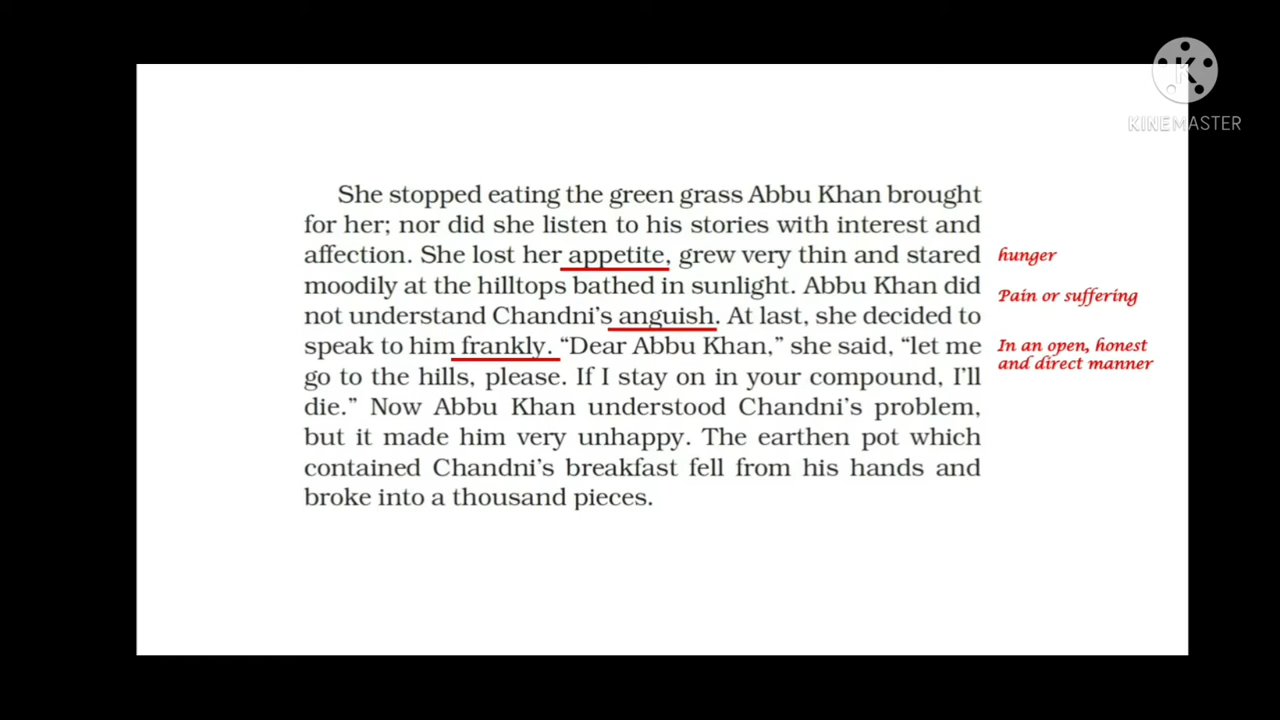 KINEMASTER
She stopped eating the green grass Abbu Khan brought
for her; nor did she listen to his stories with interest and
affection. She lost her appetite, grew very thin and stared
hunger
moodily at the hilltops bathed in sunlight. Abbu Khan did
Pain or suffering
not understand Chandni’s anguish. At last, she decided to
speak to him frankly. “Dear Abbu Khan,” she said, “let me
In an open, honest
and direct manner
go to the hills, please. If I stay on in your compound, I’ll
die.” Now Abbu Khan understood Chandni’s problem,
but it made him very unhappy. The earthen pot which
contained Chandni’s breakfast fell from his hands and
broke into a thousand pieces.